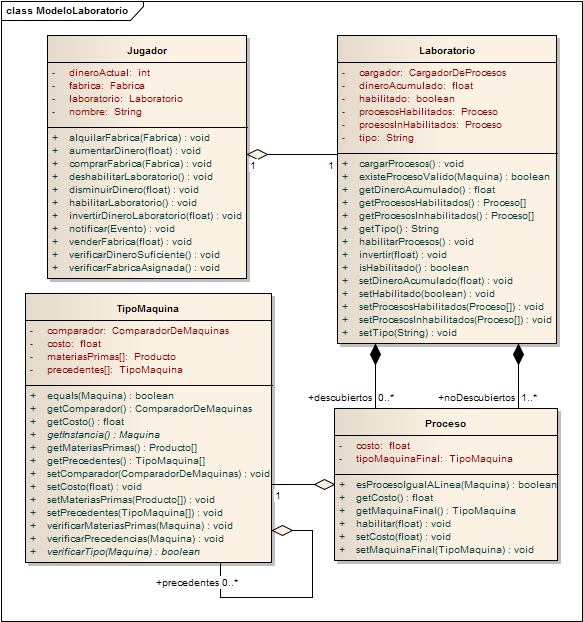 class ModeloLaboratorio
Jugador
- dineroActual: int
- fabrica: Fabrica
- laboratorio: Laboratorio
- nombre: String
+ alquilarFabrica(Fabrica) : void
+ aumentarDinero(float) : void
+ comprarFabrica(Fabrica) : void
+ deshabilitarLaboratorio() : void
+ disminuirDinero(float) : void
+ habilitarLaboratorio() : void
+ invertirDineroLaboratorio(float) : void
+ notificar(Evento) : void
+ venderFabrica(float) : void
+ verificarDineroSuficiente() : void
+ verificarFabricaAsignada() : void
1
1
Laboratorio
- cargador: CargadorDeProcesos
- dineroAcumulado: float
- habilitado: boolean
- procesosHabilitados: Proceso
- proesosInHabilitados: Proceso
- tipo: String
+ cargarProcesos() : void
+ existeProcesoValido(Maquina) : boolean
+ getDineroAcumulado() : float
+ getProcesosHabilitados() : Proceso[]
+ getProcesosInhabilitados() : Proceso[]
+ getTipo() : String
+ habilitarProcesos() : void
+ invertir(float) : void
+ isHabilitado() : boolean
+ setDineroAcumulado(float) : void
+ setHabilitado(boolean) : void
+ setProcesosHabilitados(Proceso[]) : void
+ setProcesosInhabilitados(Proceso[]) : void
+ setTipo(String) : void
TipoMaquina
- comparador: ComparadorDeMaquinas
- costo: float
- materiasPrimas[]: Producto
- precedentes[]: TipoMaquina
+ equals(Maquina) : boolean
+ getComparador() : ComparadorDeMaquinas
+ getCosto() : float
+ getInstancia() : Maquina
+ getMateriasPrimas() : Producto[]
+ getPrecedentes() : TipoMaquina[]
+ setComparador(ComparadorDeMaquinas) : void
+ setCosto(float) : void
+ setMateriasPrimas(Producto[]) : void
+ setPrecedentes(TipoMaquina[]) : void
+ verificarMateriasPrimas(Maquina) : void
+ verificarPrecedencias(Maquina) : void
+ verificarTipo(Maquina) : boolean
+descubiertos 0..*
+noDescubiertos 1..*
Proceso
- costo: float
- tipoMaquinaFinal: TipoMaquina
+ esProcesoIgualALinea(Maquina) : boolean
+ getCosto() : float
+ getMaquinaFinal() : TipoMaquina
+ habilitar(float) : void
+ setCosto(float) : void
+ setMaquinaFinal(TipoMaquina) : void
1
+precedentes 0..*